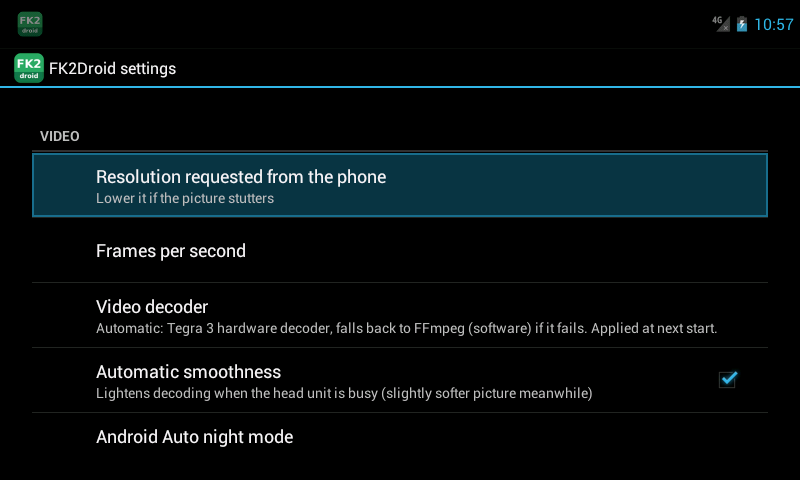 FK2
droid
4G
10:57
FK2
droid
FK2Droid settings
VIDEO
Resolution requested from the phone
Lower it if the picture stutters
Frames per second
Video decoder
Automatic: Tegra 3 hardware decoder, falls back to FFmpeg (software) if it fails. Applied at next start.
Automatic smoothness
Lightens decoding when the head unit is busy (slightly softer picture meanwhile)
Android Auto night mode